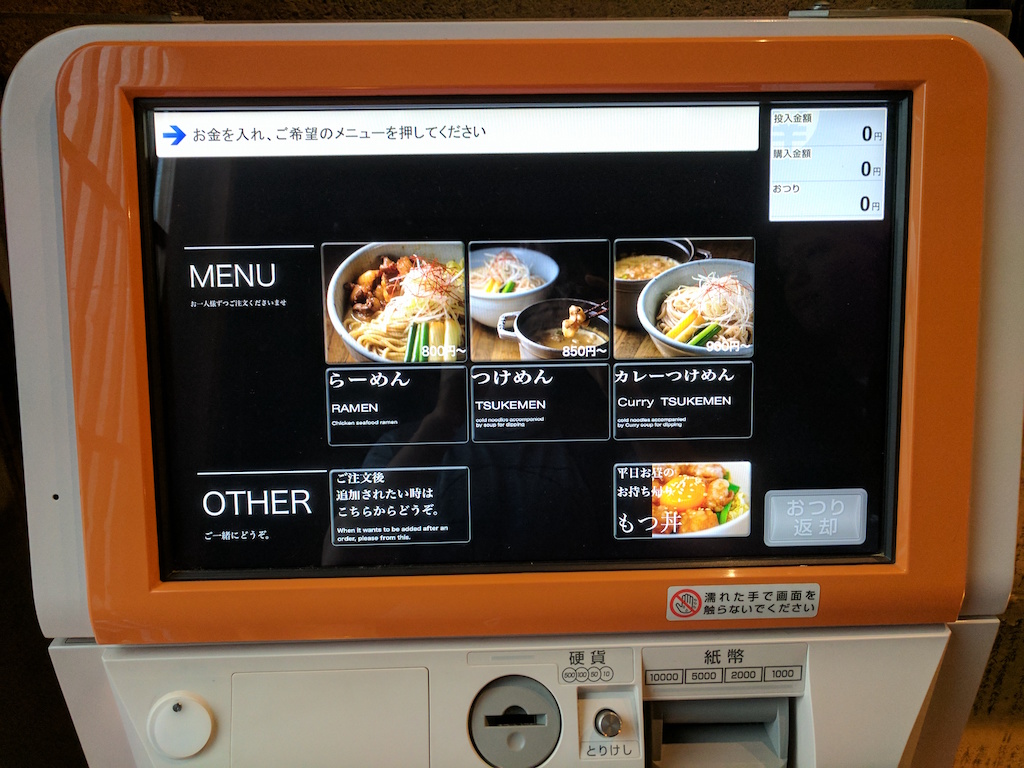 お金を入れ、ご希望のメニューを押してください
投入金額
0円
購入金額
0円
おつり
0円
MENU
お一人様ずつご注文くださいませ
800円～
850円～
900円～
らーめん
RAMEN
Chicken seafood ramen
つけめん
TSUKEMEN
cold noodles accompanied
by soup for dipping
カレーつけめん
Curry TSUKEMEN
cold noodles accompanied
by Curry soup for dipping
OTHER
ご一緒にどうぞ。
ご注文後
追加されたい時は
こちらからどうぞ。
When it wants to be added after an
order, please from this.
平日お昼の
お持ち帰り
もつ丼
おつり
返却
濡れた手で画面を
触らないでください
硬貨
500 100 50 10
とりけし
紙幣
10000 5000 2000 1000